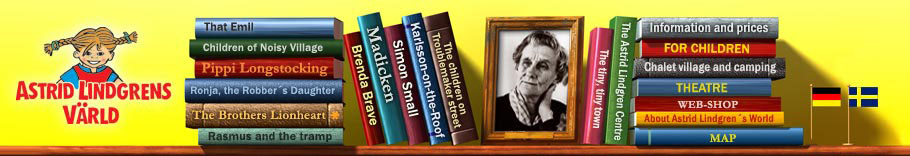 ASTRID LINDGRENS
VÄRLD
That Emil
Children of Noisy Village
Pippi Longstocking
Ronja, the Robber´s Daughter
The Brothers Lionheart
Rasmus and the tramp
Brenda Brave
Madicken
Simon Small
Karlsson-on-the-Roof
The children on
Troublemaker street
The tiny, tiny town
The Astrid Lindgren Centre
Information and prices
FOR CHILDREN
Chalet village and camping
THEATRE
WEB-SHOP
About Astrid Lindgren´s World
MAP